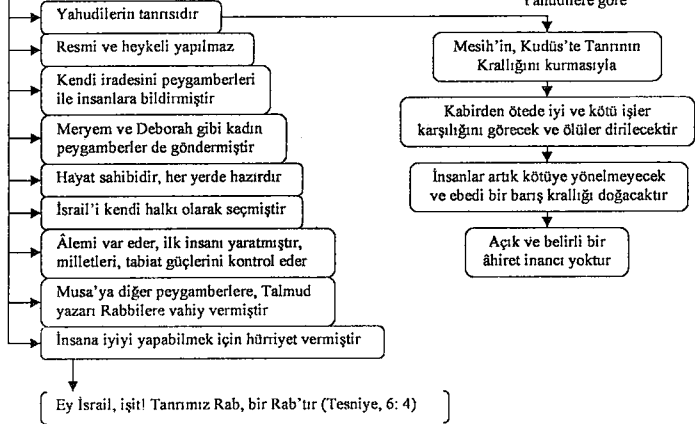 Yahudilere göre
Yahudilerin tanrısıdır
Resmi ve heykeli yapılmaz
Kendi iradesini peygamberleri
ile insanlara bildirmiştir
Meryem ve Deborah gibi kadın
peygamberler de göndermiştir
Hayat sahibidir, her yerde hazırdır
İsrail'i kendi halkı olarak seçmiştir
Âlemi var eder, ilk insanı yaratmıştır,
milletleri, tabiat güçlerini kontrol eder
Musa'ya diğer peygamberlere, Talmud
yazarı Rabbilere vahiy vermiştir
İnsana iyiyi yapabilmek için hürriyet vermiştir
Ey İsrail, işit! Tanrımız Rab, bir Rab'tır (Tesniye, 6: 4)
Mesih'in, Kudüs'te Tanrının
Krallığını kurmasıyla
Kabirden ötede iyi ve kötü işler
karşılığını görecek ve ölüler dirilecektir
İnsanlar artık kötüye yönelmeyecek
ve ebedi bir barış krallığı doğacaktır
Açık ve belirli bir
âhiret inancı yoktur